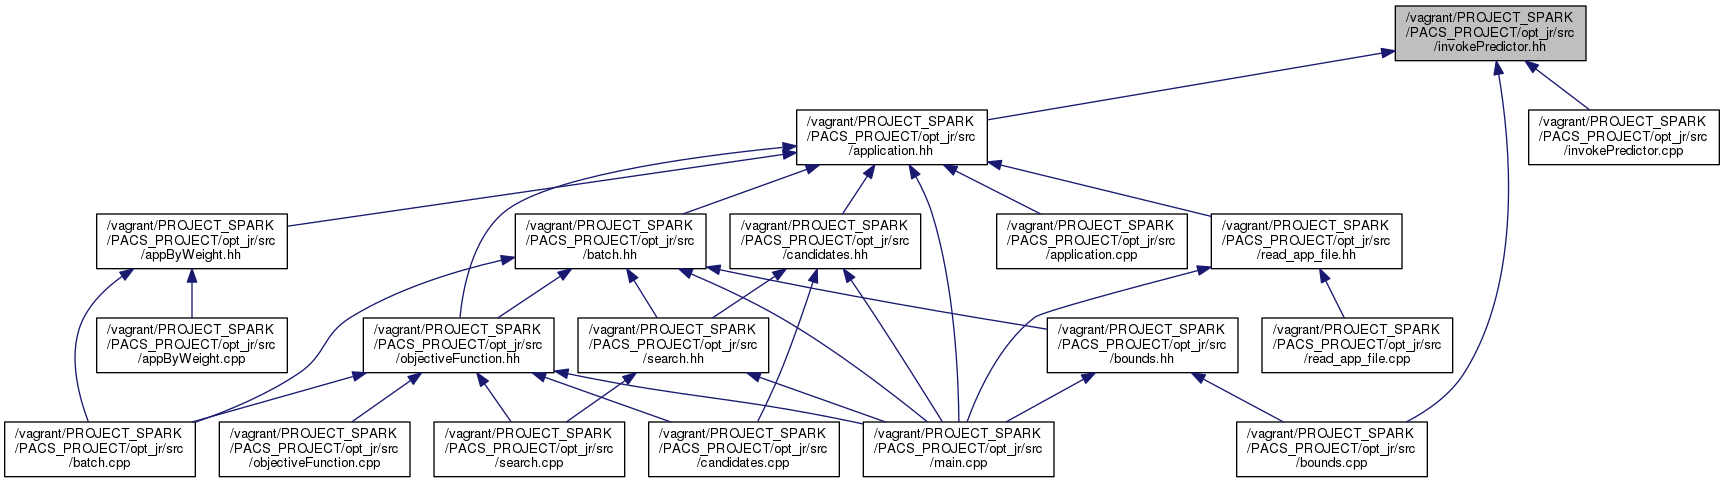 /vagrant/PROJECT_SPARK
/PACS_PROJECT/opt_jr/src
/invokePredictor.hh
/vagrant/PROJECT_SPARK
/PACS_PROJECT/opt_jr/src
/application.hh
/vagrant/PROJECT_SPARK
/PACS_PROJECT/opt_jr/src
/invokePredictor.cpp
/vagrant/PROJECT_SPARK
/PACS_PROJECT/opt_jr/src
/appByWeight.hh
/vagrant/PROJECT_SPARK
/PACS_PROJECT/opt_jr/src
/batch.hh
/vagrant/PROJECT_SPARK
/PACS_PROJECT/opt_jr/src
/candidates.hh
/vagrant/PROJECT_SPARK
/PACS_PROJECT/opt_jr/src
/application.cpp
/vagrant/PROJECT_SPARK
/PACS_PROJECT/opt_jr/src
/read_app_file.hh
/vagrant/PROJECT_SPARK
/PACS_PROJECT/opt_jr/src
/appByWeight.cpp
/vagrant/PROJECT_SPARK
/PACS_PROJECT/opt_jr/src
/objectiveFunction.hh
/vagrant/PROJECT_SPARK
/PACS_PROJECT/opt_jr/src
/search.hh
/vagrant/PROJECT_SPARK
/PACS_PROJECT/opt_jr/src
/bounds.hh
/vagrant/PROJECT_SPARK
/PACS_PROJECT/opt_jr/src
/read_app_file.cpp
/vagrant/PROJECT_SPARK
/PACS_PROJECT/opt_jr/src
/batch.cpp
/vagrant/PROJECT_SPARK
/PACS_PROJECT/opt_jr/src
/objectiveFunction.cpp
/vagrant/PROJECT_SPARK
/PACS_PROJECT/opt_jr/src
/search.cpp
/vagrant/PROJECT_SPARK
/PACS_PROJECT/opt_jr/src
/candidates.cpp
/vagrant/PROJECT_SPARK
/PACS_PROJECT/opt_jr/src
/main.cpp
/vagrant/PROJECT_SPARK
/PACS_PROJECT/opt_jr/src
/bounds.cpp